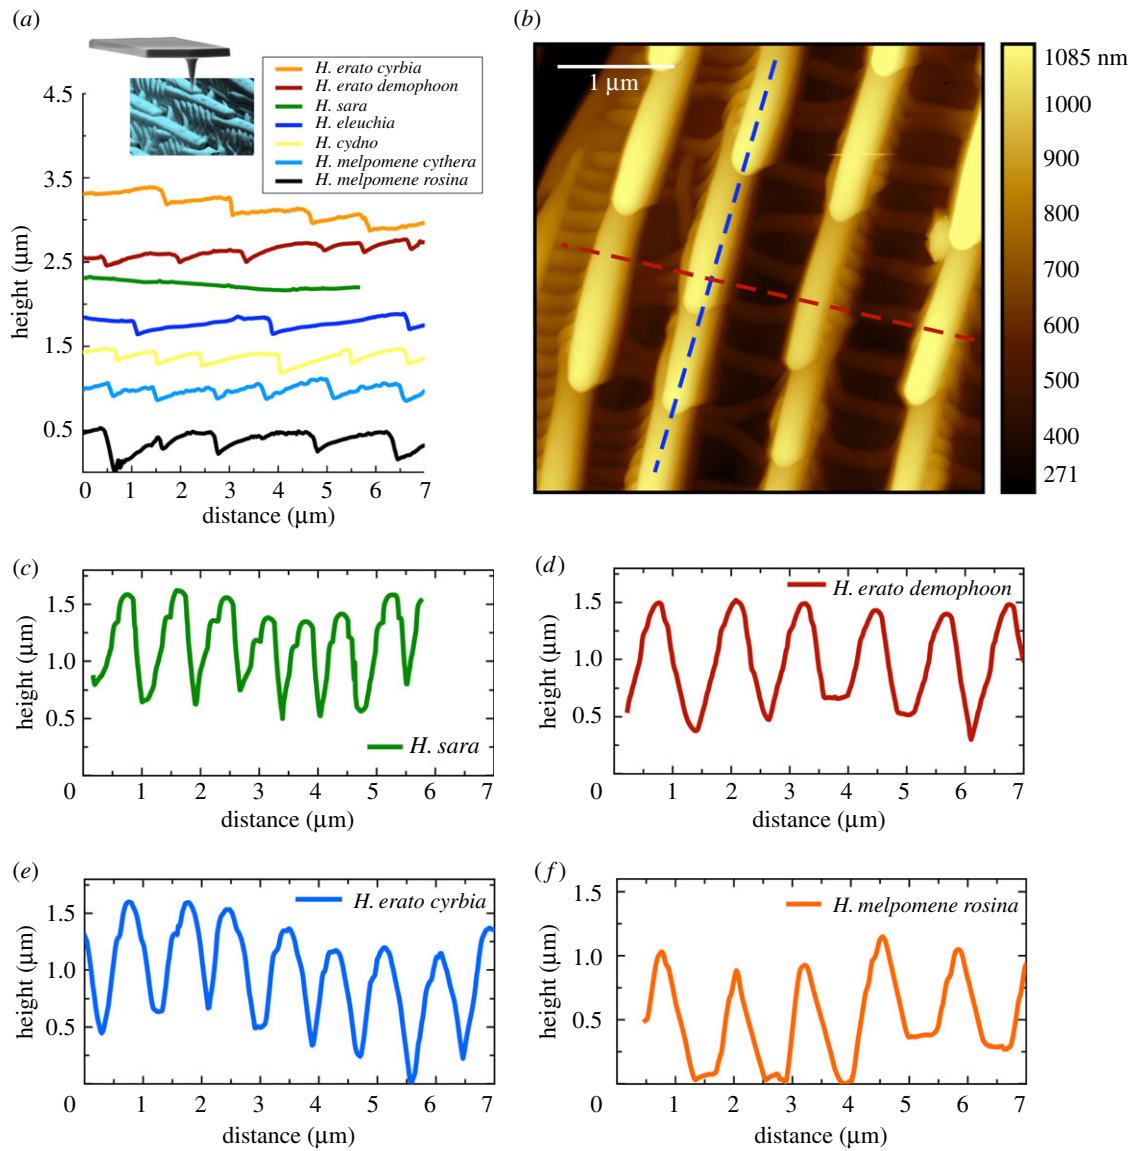 (a)
H. erato cyrbia
H. erato demophoon
H. sara
H. eleuchia
H. cydno
H. melpomene cythera
H. melpomene rosina
4.5
3.5
2.5
1.5
0.5
height (μm)
0 1 2 3 4 5 6 7
distance (μm)
(b)
1 μm
1085 nm
1000
900
800
700
600
500
400
271
(c)
1.5
1.0
0.5
height (μm)
H. sara
0 1 2 3 4 5 6 7
distance (μm)
(d)
H. erato demophoon
1.5
1.0
0.5
height (μm)
0 1 2 3 4 5 6 7
distance (μm)
(e)
H. erato cyrbia
1.5
1.0
0.5
height (μm)
0 1 2 3 4 5 6 7
distance (μm)
(f)
H. melpomene rosina
1.5
1.0
0.5
height (μm)
0 1 2 3 4 5 6 7
distance (μm)